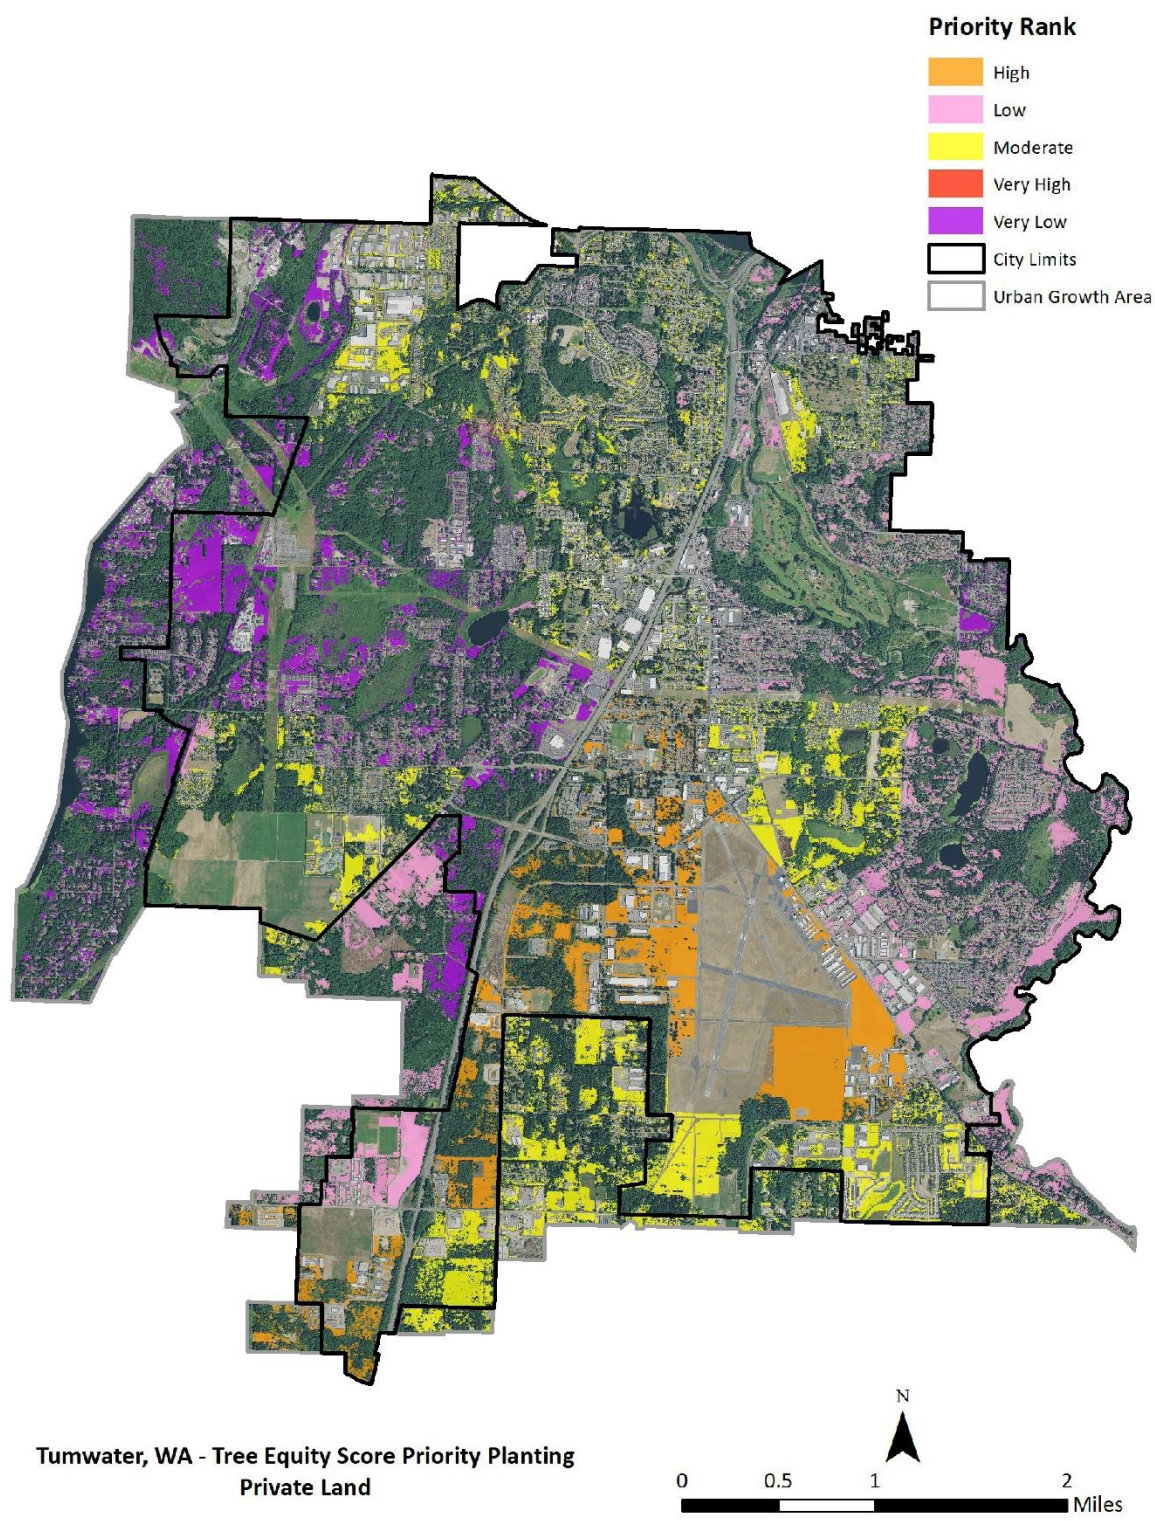 Priority Rank
High
Low
Moderate
Very High
Very Low
City Limits
Urban Growth Area
N
Tumwater, WA - Tree Equity Score Priority Planting
Private Land
0 0.5 1 2
Miles